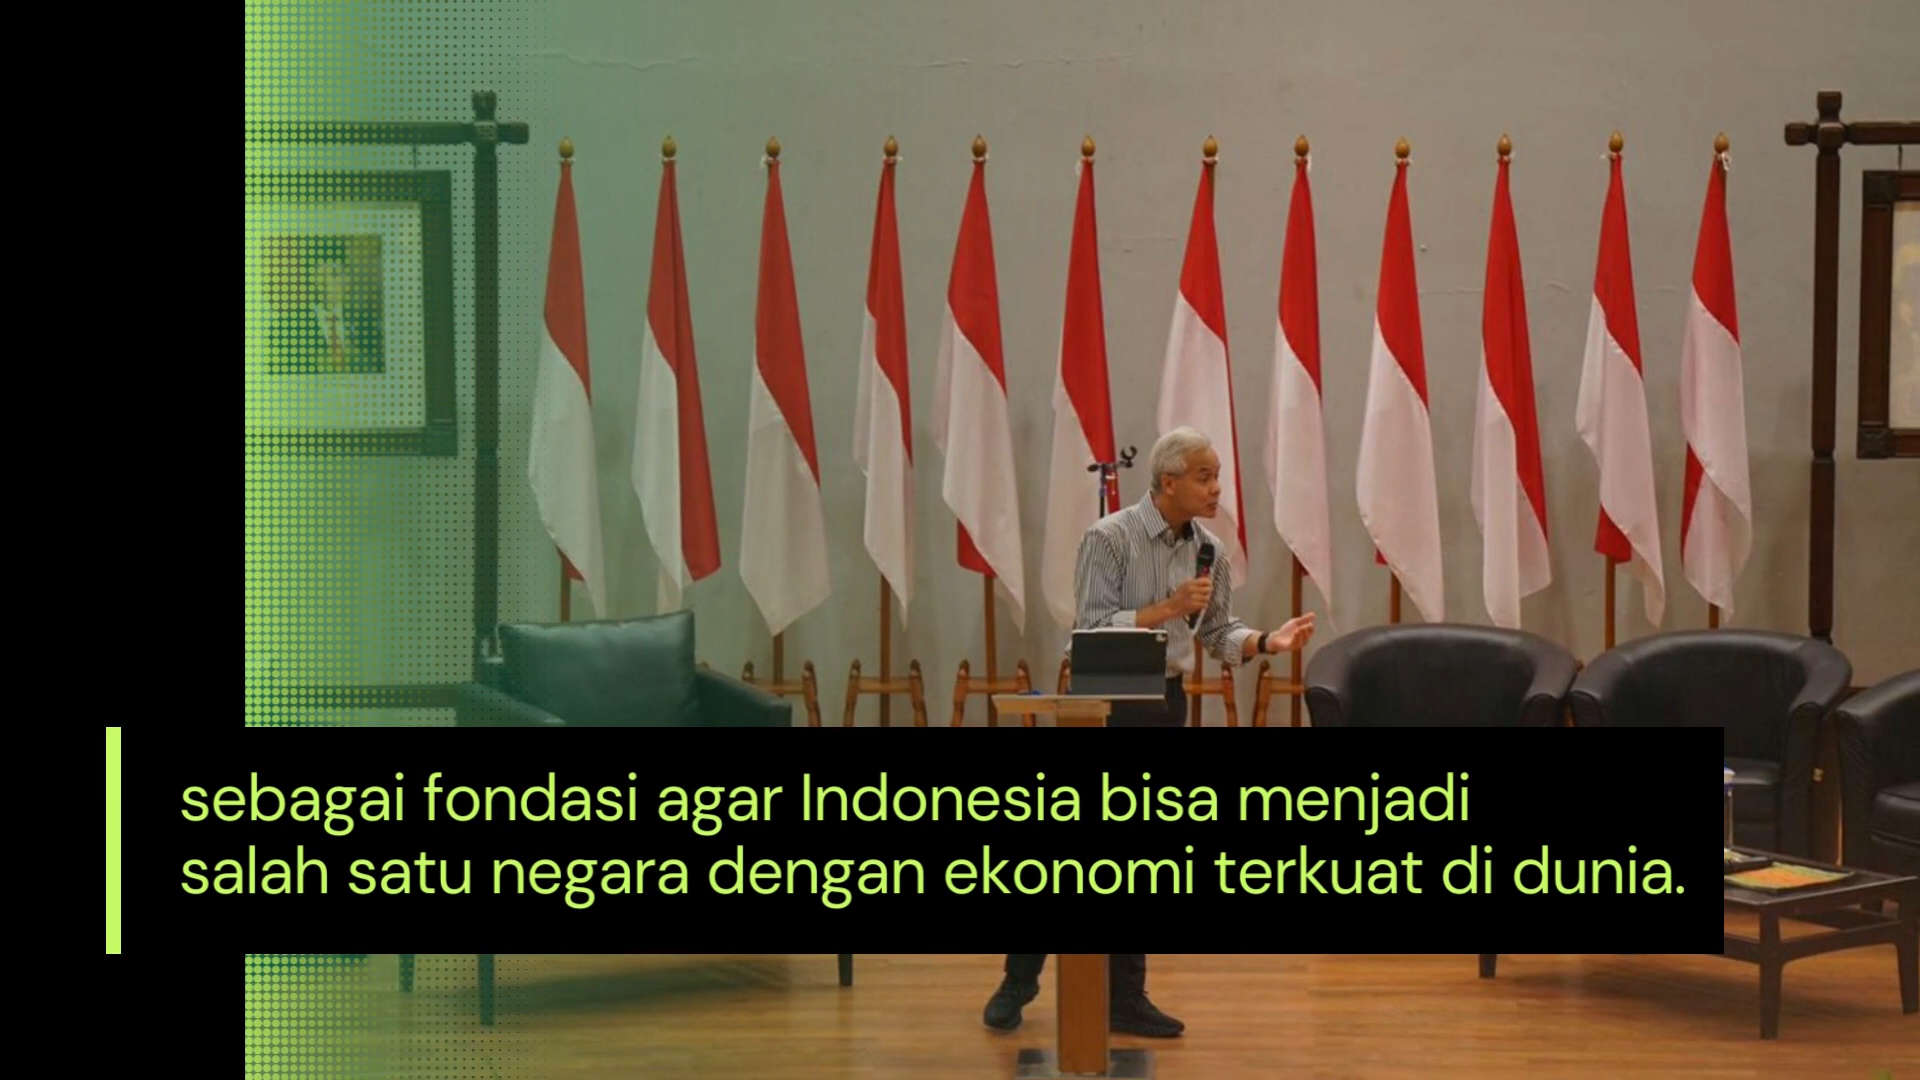 sebagai fondasi agar Indonesia bisa menjadi
salah satu negara dengan ekonomi terkuat di dunia.